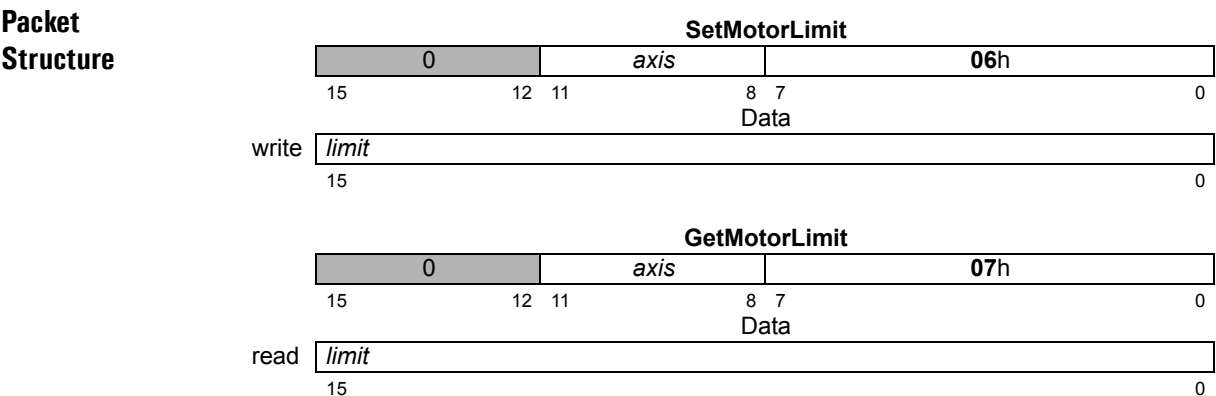 Packet
Structure
SetMotorLimit
0 axis 06h
15 12 11 8 7 0
Data
write limit
15 0
GetMotorLimit
0 axis 07h
15 12 11 8 7 0
Data
read limit
15 0